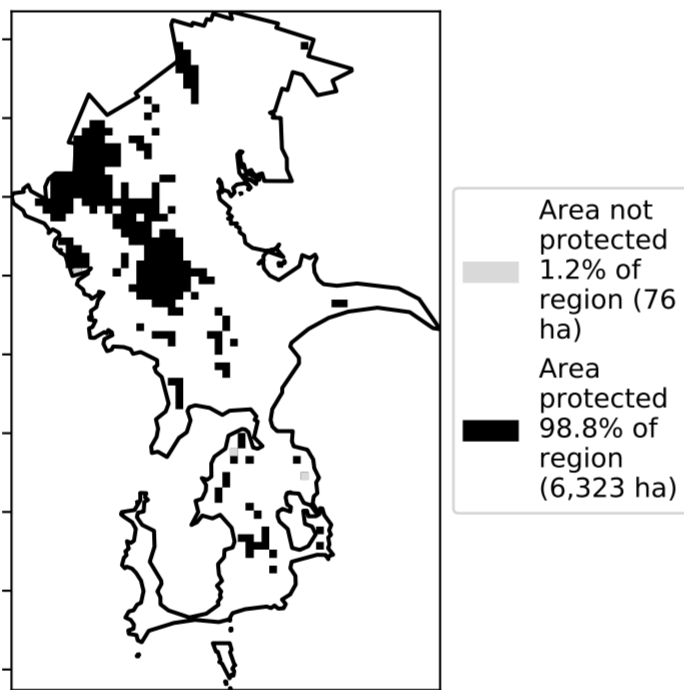 Area not
protected
1.2% of
region (76
ha)
Area
protected
98.8% of
region
(6,323 ha)